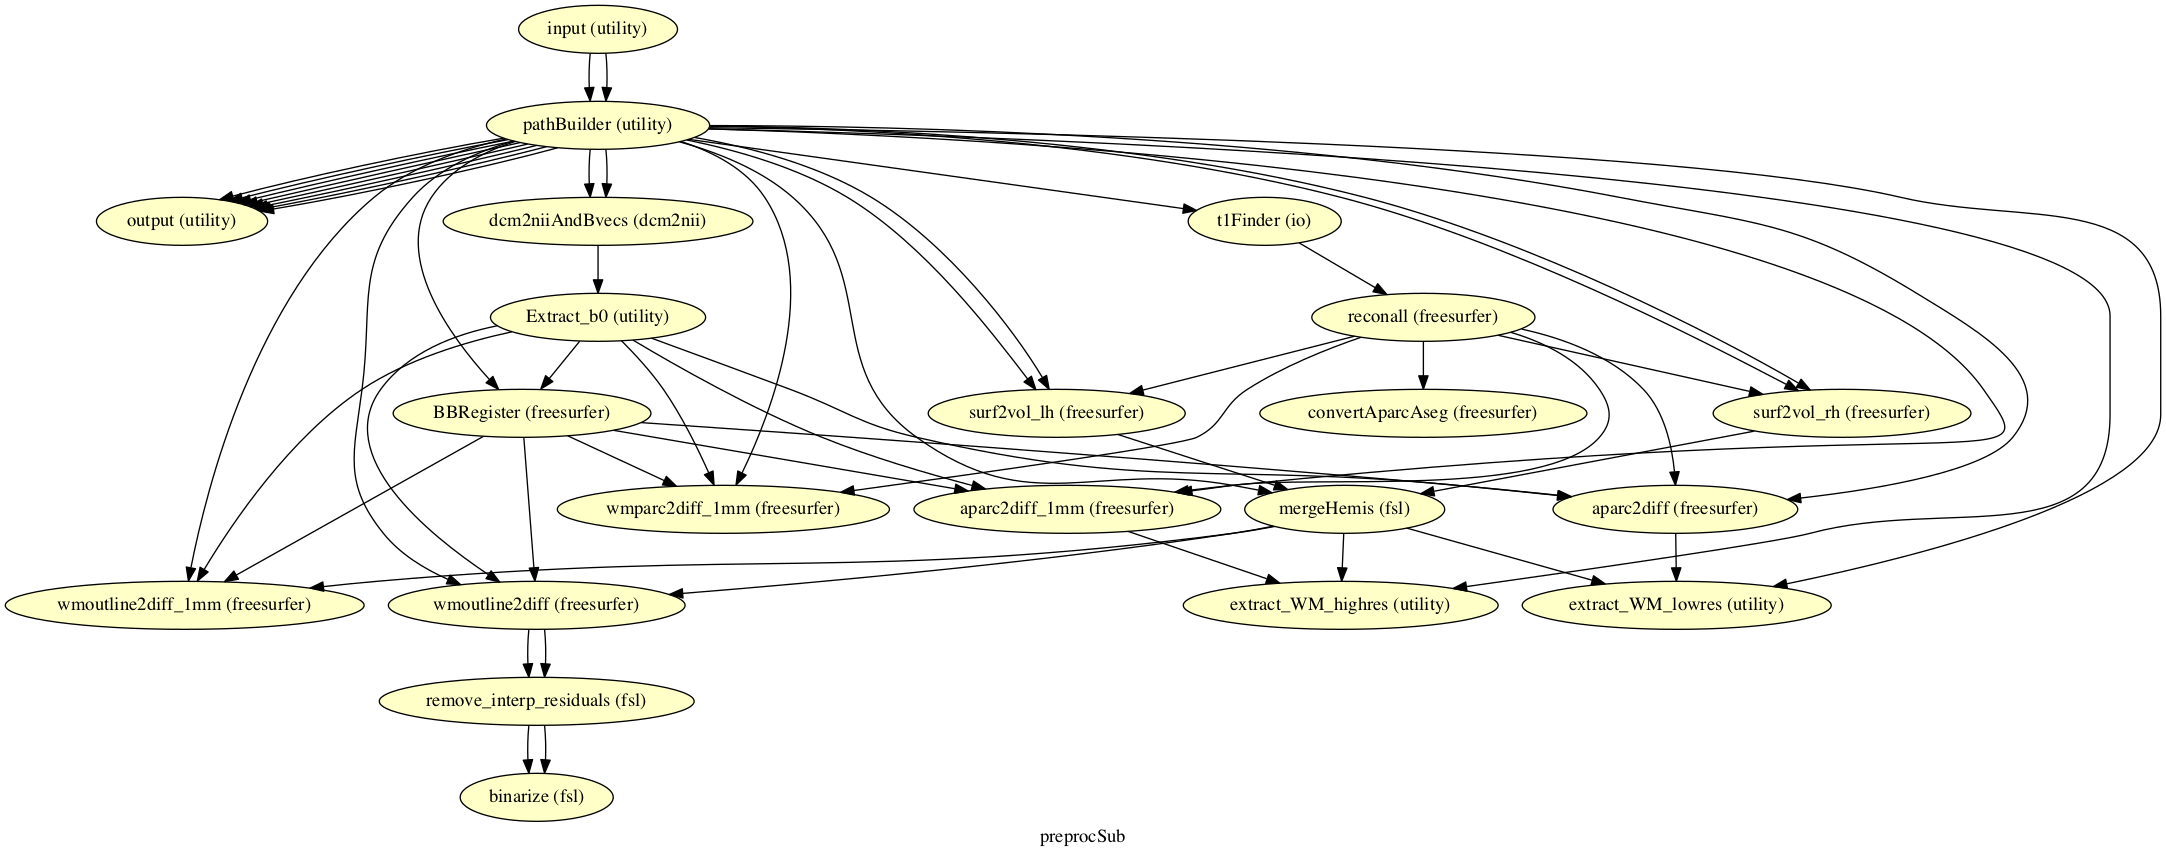 input (utility)
pathBuilder (utility)
output (utility)
dcm2niiAndBvecs (dcm2nii)
t1Finder (io)
Extract_b0 (utility)
reconall (freesurfer)
BBRegister (freesurfer)
surf2vol_lh (freesurfer)
convertAparcAseg (freesurfer)
surf2vol_rh (freesurfer)
wmparc2diff_1mm (freesurfer)
aparc2diff_1mm (freesurfer)
mergeHemis (fsl)
aparc2diff (freesurfer)
wmoutline2diff_1mm (freesurfer)
wmoutline2diff (freesurfer)
extract_WM_highres (utility)
extract_WM_lowres (utility)
remove_interp_residuals (fsl)
binarize (fsl)
preprocSub